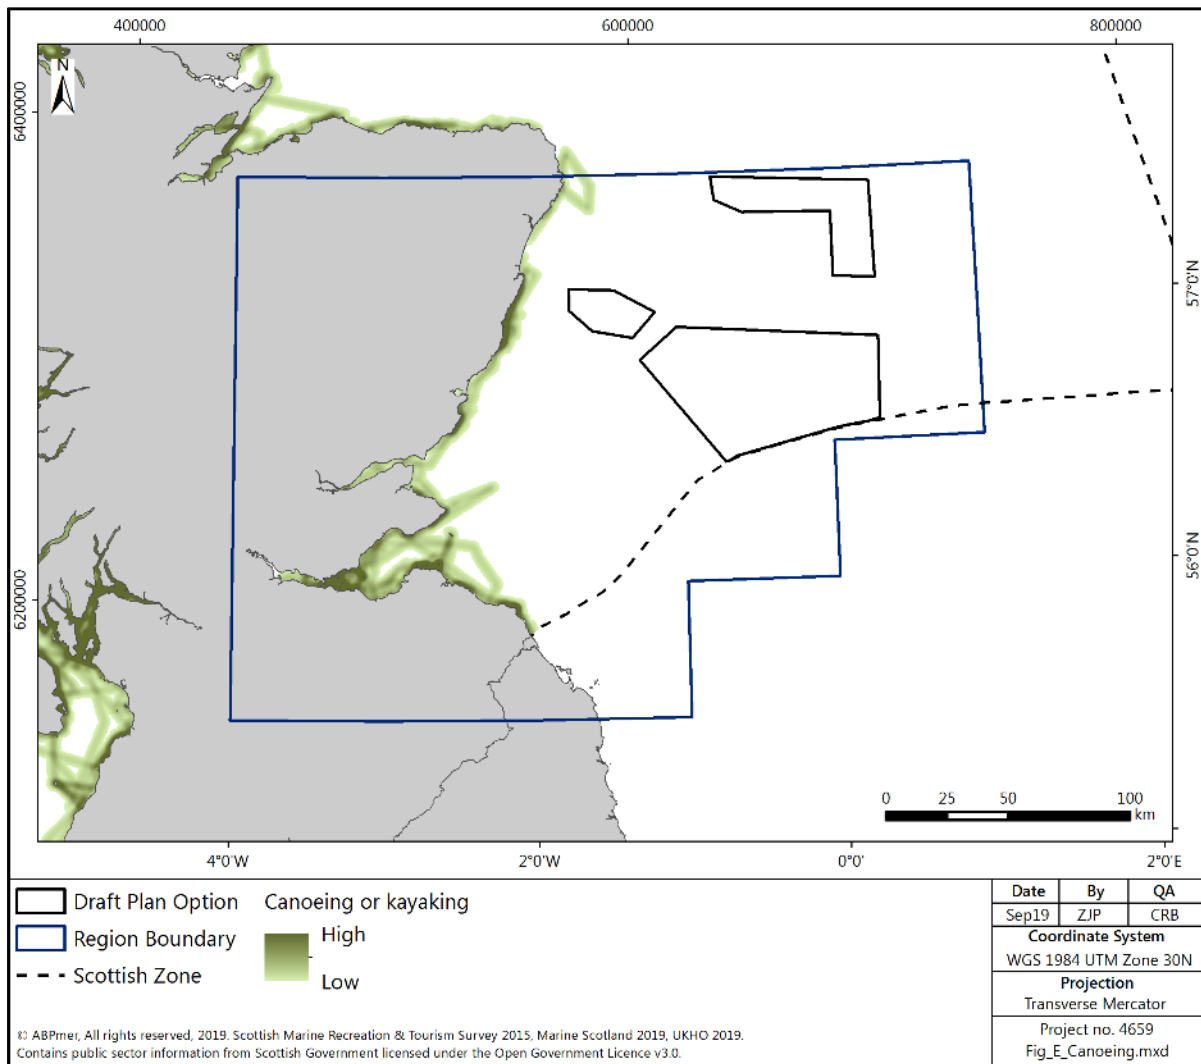 400000
600000
800000
N
6400000
57°0'N
56°0'N
6200000
0
25
50
100
km
4°0'W
2°0'W
0°0'
2°0'E
Draft Plan Option
Region Boundary
Scottish Zone
Canoeing or kayaking
High
Low
Date By QA
Sep19 ZJP CRB
Coordinate System
WGS 1984 UTM Zone 30N
Projection
Transverse Mercator
Project no. 4659
Fig_E_Canoeing.mxd
© ABPmer, All rights reserved, 2019. Scottish Marine Recreation & Tourism Survey 2015, Marine Scotland 2019, UKHO 2019.
Contains public sector information from Scottish Government licensed under the Open Government Licence v3.0.